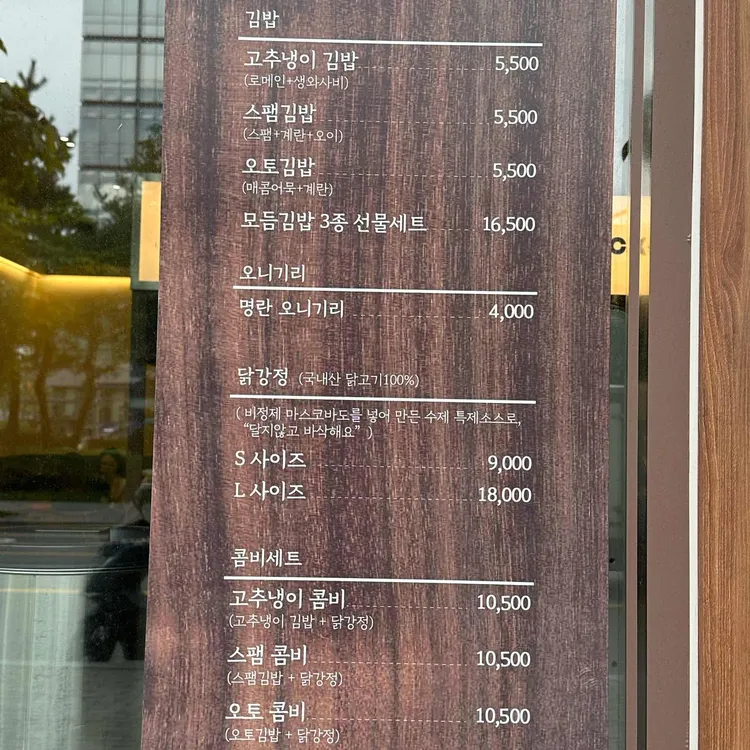 김밥
고추냉이 김밥 5,500
(로메인+생와사비)
스팸김밥 5,500
(스팸+계란+오이)
오토김밥 5,500
(매콤어묵+계란)
모듬김밥 3종 선물세트 16,500
오니기리
명란 오니기리 4,000
닭강정 (국내산 닭고기100%)
( 비정제 마스코바도를 넣어 만든 수제 특제소스로,
“달지않고 바삭해요” )
S 사이즈 9,000
L 사이즈 18,000
콤비세트
고추냉이 콤비 10,500
(고추냉이 김밥 + 닭강정)
스팸 콤비 10,500
(스팸김밥 + 닭강정)
오토 콤비 10,500
(오토김밥 + 닭강정)